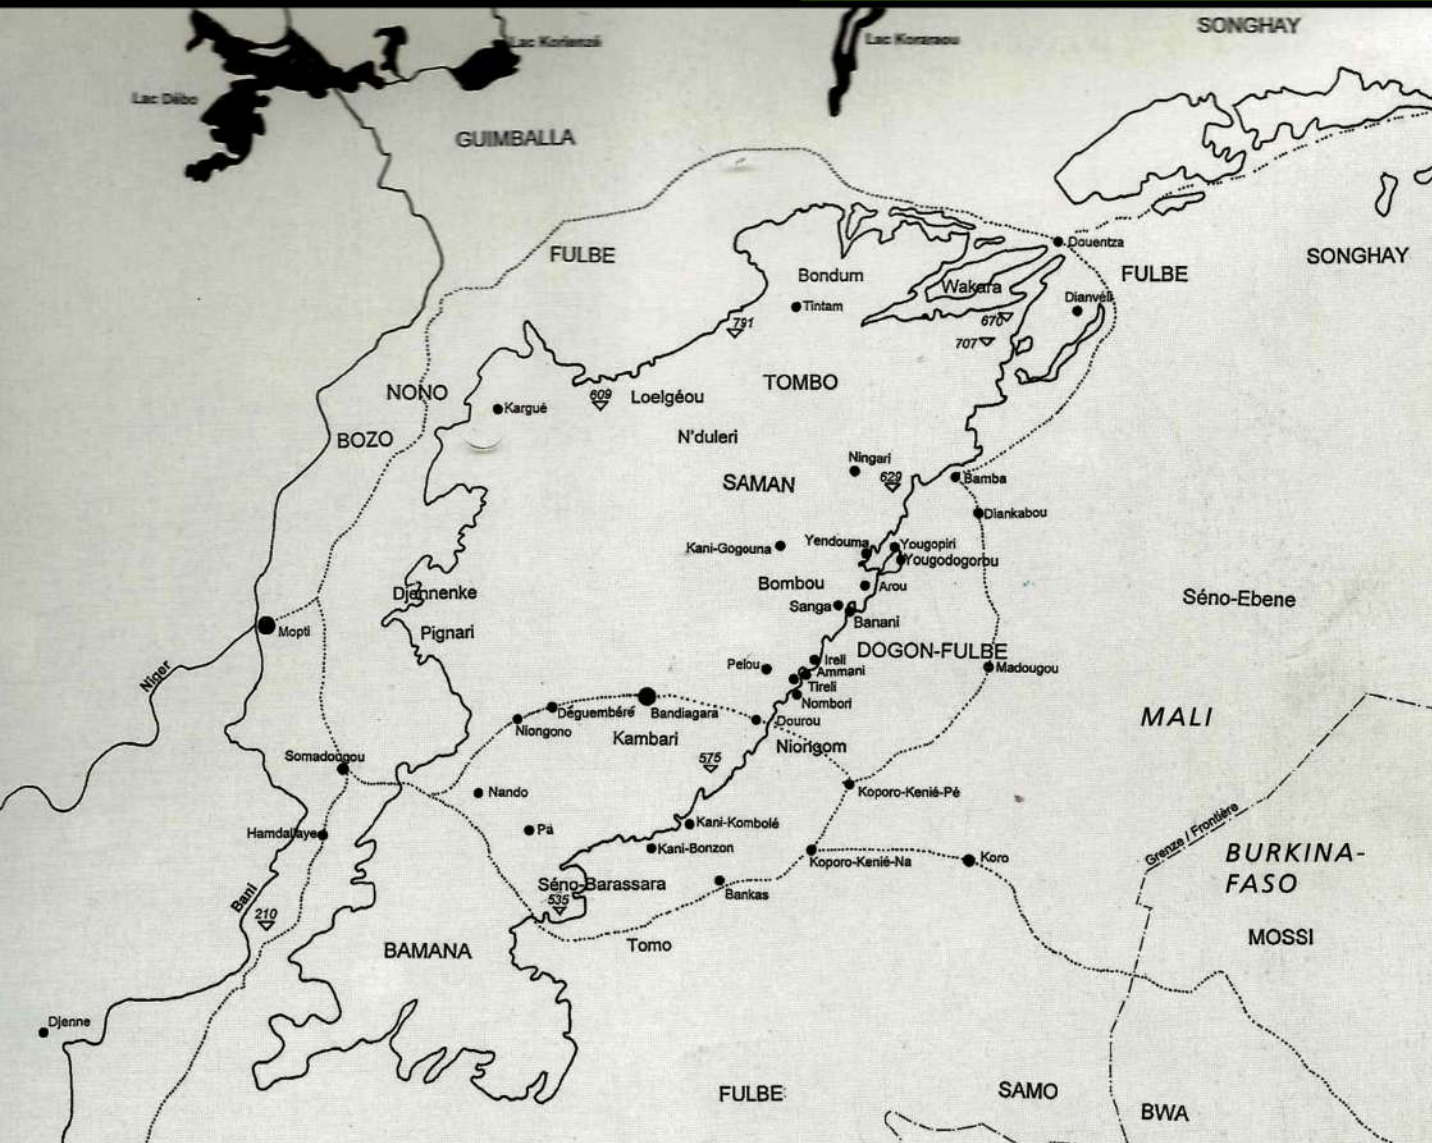 SONGHAY
Lac Korienzé
Lac Koraraou
Lac Débo
GUIMBALLA
Douentza
FULBE
SONGHAY
FULBE
Bondum
Wakara
Dianvéli
Tintam
670
791
707
TOMBO
NONO
609
Loelgéou
Kargué
BOZO
N'duleri
Ningari
SAMAN
629
Bamba
Diankabou
Kani-Gogouna
Yendouma
Yougopiri
Yougodogorou
Bombou
Arou
Djennenke
Séno-Ebene
Sanga
Banani
Mopti
Pignari
DOGON-FULBE
Ireli
Pelou
Ammani
Madougou
Niger
Tireli
Nombori
Déguembéré
Bandiagara
Dourou
MALI
Niongono
Kambari
Niongom
Somadougou
575
Nando
Koporo-Kenié-Pé
Kani-Kombolé
Pa
Hamdallaye
Grenze / Frontière
Kani-Bonzon
Koporo-Kenié-Na
Koro
BURKINA-
FASO
Séno-Barassara
Bankas
Bani
535
210
MOSSI
BAMANA
Tomo
Djenne
FULBE
SAMO
BWA